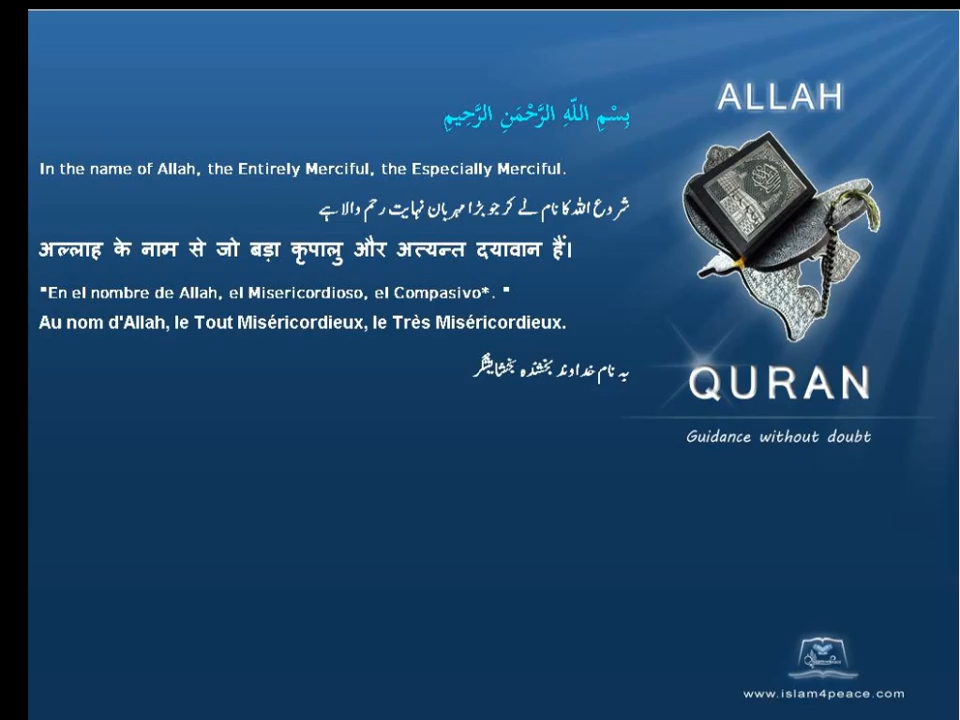 بِسْمِ اللّهِ الرَّحْمَنِ الرَّحِيمِ
In the name of Allah, the Entirely Merciful, the Especially Merciful.
شروع الله کا نام لے کر جو بڑا مہربان نہایت رحم والا ہے
अल्लाह के नाम से जो बड़ा कृपालु और अत्यन्त दयावान हैं।
"En el nombre de Allah, el Misericordioso, el Compasivo*. "
Au nom d'Allah, le Tout Miséricordieux, le Très Miséricordieux.
به نام خداوند بخشنده بخشایشگر
ALLAH
QURAN
Guidance without doubt
www.islam4peace.com